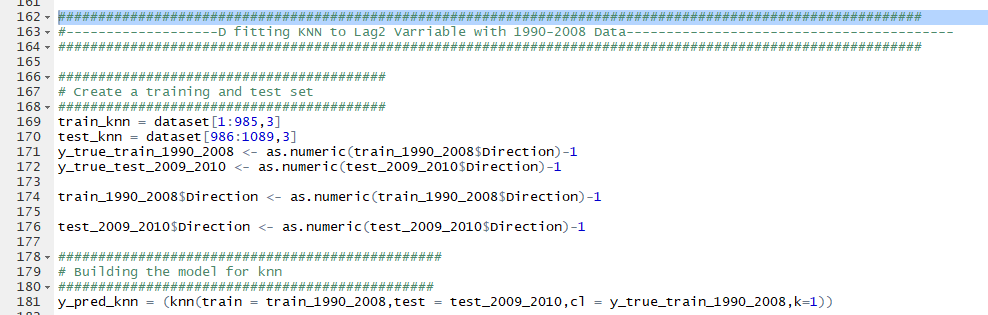 161
162 ############################################################################################################
163 #-------------------D fitting KNN to Lag2 Varriable with 1990-2008 Data-----------------------------------------
164 ############################################################################################################
165
166 #########################################
167 # Create a training and test set
168 #########################################
169 train_knn = dataset[1:985,3]
170 test_knn = dataset[986:1089,3]
171 y_true_train_1990_2008 <- as.numeric(train_1990_2008$Direction)-1
172 y_true_test_2009_2010 <- as.numeric(test_2009_2010$Direction)-1
173
174 train_1990_2008$Direction <- as.numeric(train_1990_2008$Direction)-1
175
176 test_2009_2010$Direction <- as.numeric(test_2009_2010$Direction)-1
177
178 ################################################
179 # Building the model for knn
180 ###############################################
181 y_pred_knn = (knn(train = train_1990_2008,test = test_2009_2010,cl = y_true_train_1990_2008,k=1))